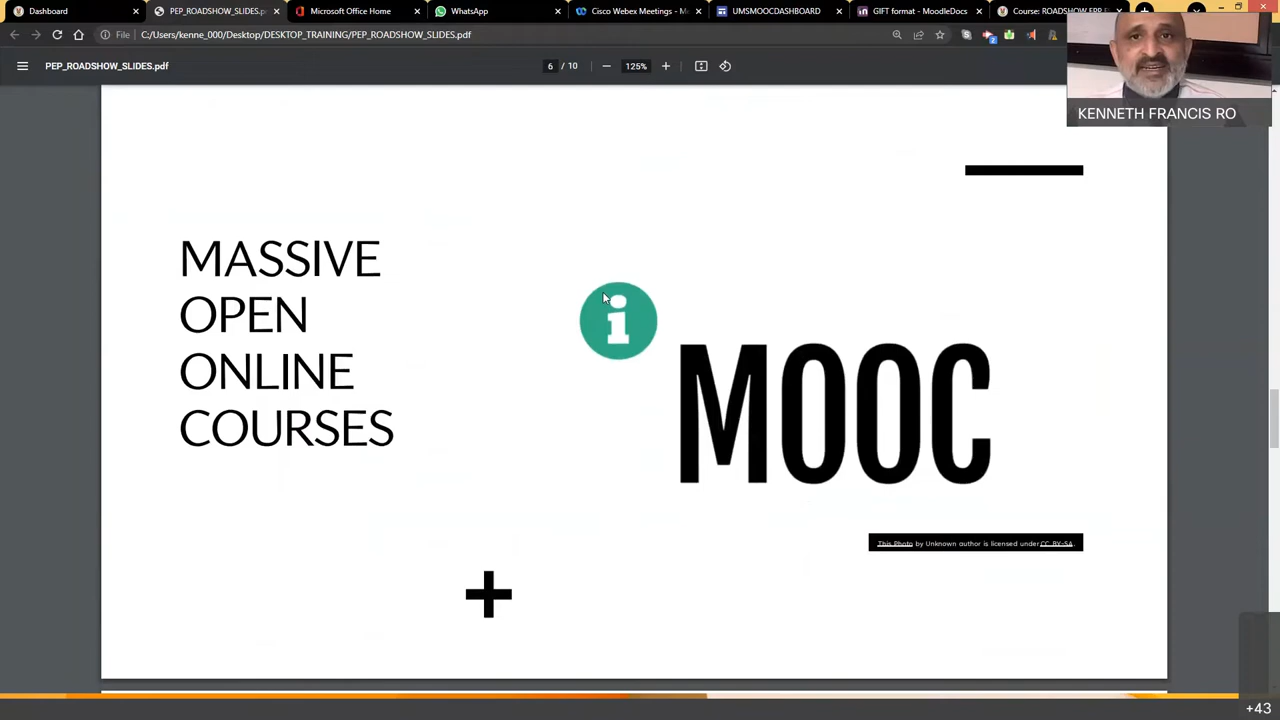 Dashboard
PEP_ROADSHOW_SLIDES.pdf
Microsoft Office Home
WhatsApp
Cisco Webex Meetings - M
UMSMOOCDASHBOARD
GIFT format - MoodleDocs
Course: ROADSHOW EPP
File
C:/Users/kenne_000/Desktop/DESKTOP_TRAINING/PEP_ROADSHOW_SLIDES.pdf
PEP_ROADSHOW_SLIDES.pdf
6 / 10
125%
KENNETH FRANCIS RO
MASSIVE
OPEN
ONLINE
COURSES
i
MOOC
This Photo by Unknown author is licensed under CC BY-SA.
+43